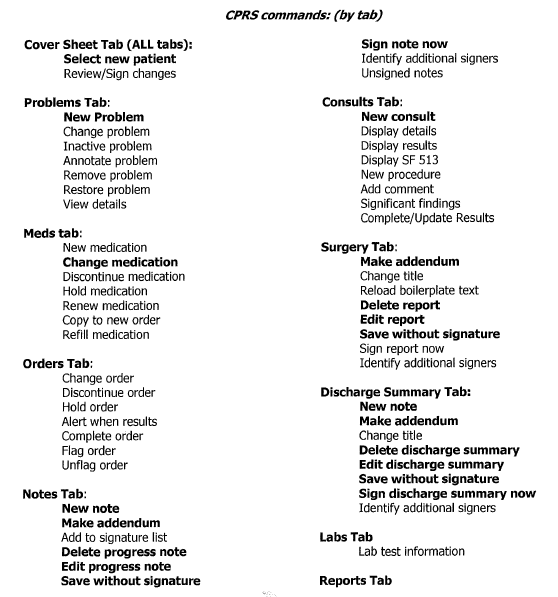 CPRS commands: (by tab)
Cover Sheet Tab (ALL tabs):
Select new patient
Review/Sign changes
Problems Tab:
New Problem
Change problem
Inactive problem
Annotate problem
Remove problem
Restore problem
View details
Meds tab:
New medication
Change medication
Discontinue medication
Hold medication
Renew medication
Copy to new order
Refill medication
Orders Tab:
Change order
Discontinue order
Hold order
Alert when results
Complete order
Flag order
Unflag order
Notes Tab:
New note
Make addendum
Add to signature list
Delete progress note
Edit progress note
Save without signature
Sign note now
Identify additional signers
Unsigned notes
Consults Tab:
New consult
Display details
Display results
Display SF 513
New procedure
Add comment
Significant findings
Complete/Update Results
Surgery Tab:
Make addendum
Change title
Reload boilerplate text
Delete report
Edit report
Save without signature
Sign report now
Identify additional signers
Discharge Summary Tab:
New note
Make addendum
Change title
Delete discharge summary
Edit discharge summary
Save without signature
Sign discharge summary now
Identify additional signers
Labs Tab
Lab test information
Reports Tab